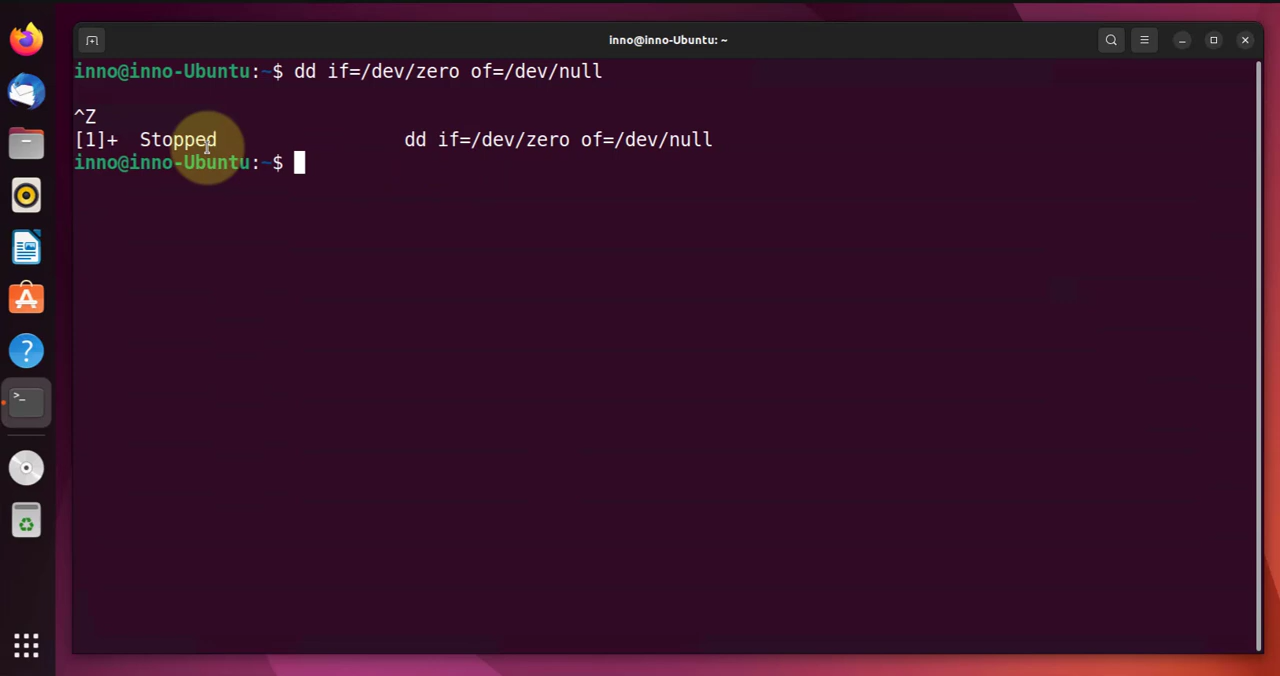 inno@inno-Ubuntu: ~
inno@inno-Ubuntu:~$ dd if=/dev/zero of=/dev/null
^Z
[1]+  Stopped                 dd if=/dev/zero of=/dev/null
inno@inno-Ubuntu:~$